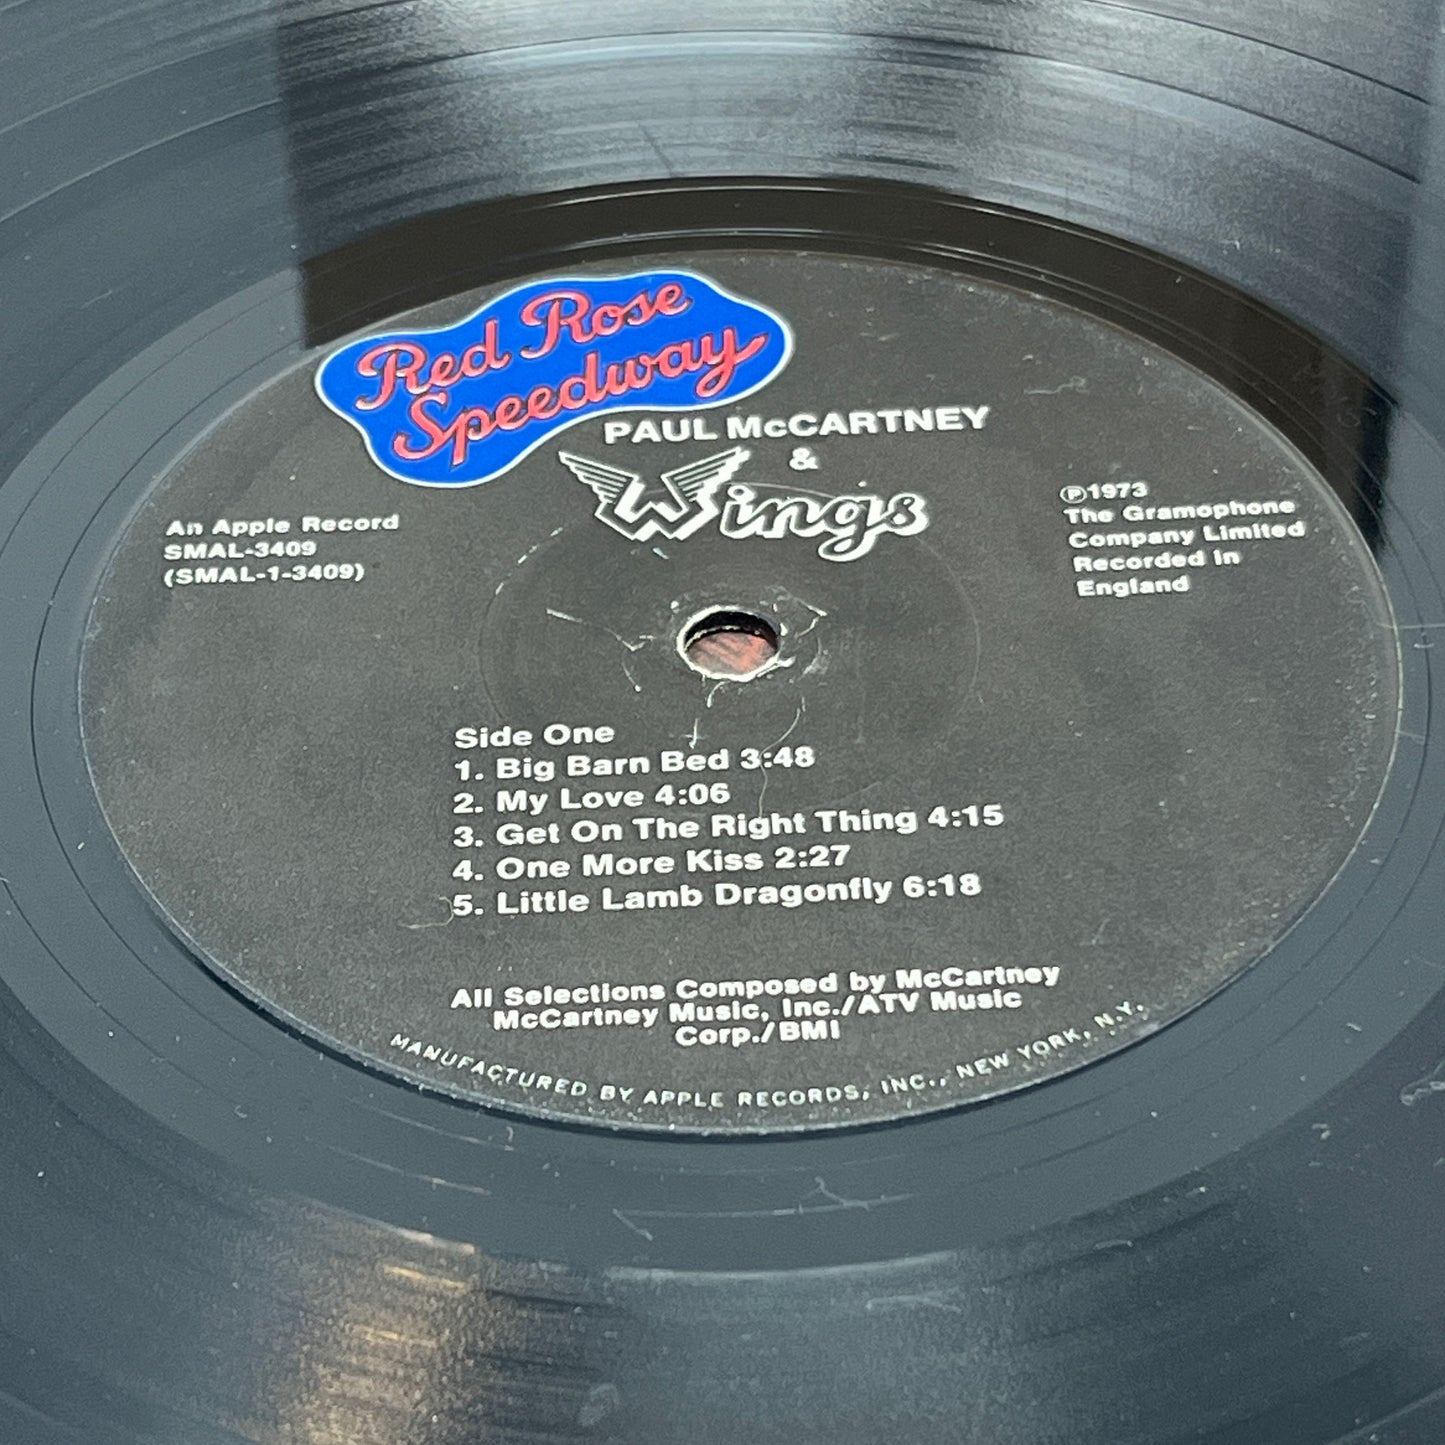 Red Rose
Speedway
PAUL McCARTNEY
&
Wings
An Apple Record
SMAL-3409
(SMAL-1-3409)
℗1973
The Gramophone
Company Limited
Recorded in
England
Side One
1. Big Barn Bed 3:48
2. My Love 4:06
3. Get On The Right Thing 4:15
4. One More Kiss 2:27
5. Little Lamb Dragonfly 6:18
All Selections Composed by McCartney
McCartney Music, Inc./ATV Music
Corp./BMI
MANUFACTURED BY APPLE RECORDS, INC., NEW YORK, N.Y.